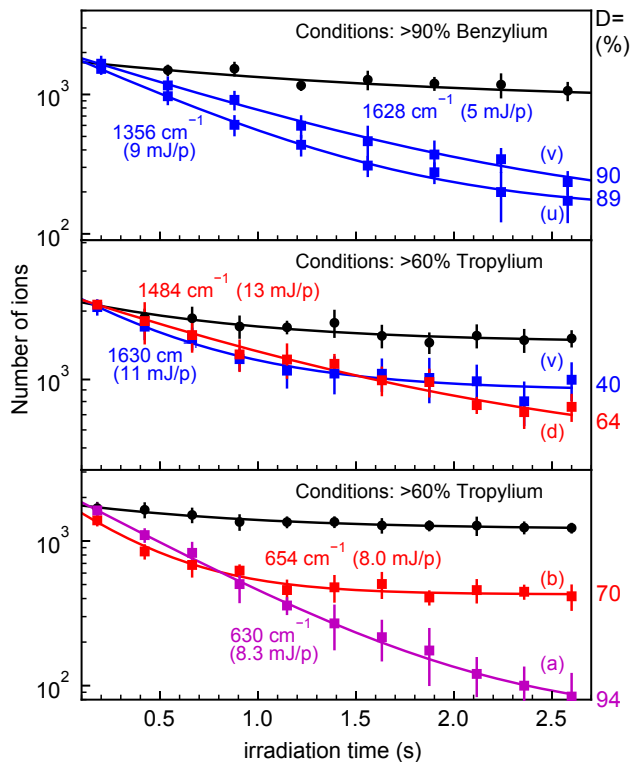 Conditions: >90% Benzylium
D=
(%)
10³
1628 cm⁻¹ (5 mJ/p)
1356 cm⁻¹
(9 mJ/p)
(v)
90
89
(u)
10²
Conditions: >60% Tropylium
1484 cm⁻¹ (13 mJ/p)
Number of ions
(v)
1630 cm
(11 mJ/p)
10³
40
64
(d)
Conditions: >60% Tropylium
10³
654 cm⁻¹ (8.0 mJ/p)
(b)
70
630 cm⁻¹
(8.3 mJ/p)
(a)
10²
94
0.5 1.0 1.5 2.0 2.5
irradiation time (s)